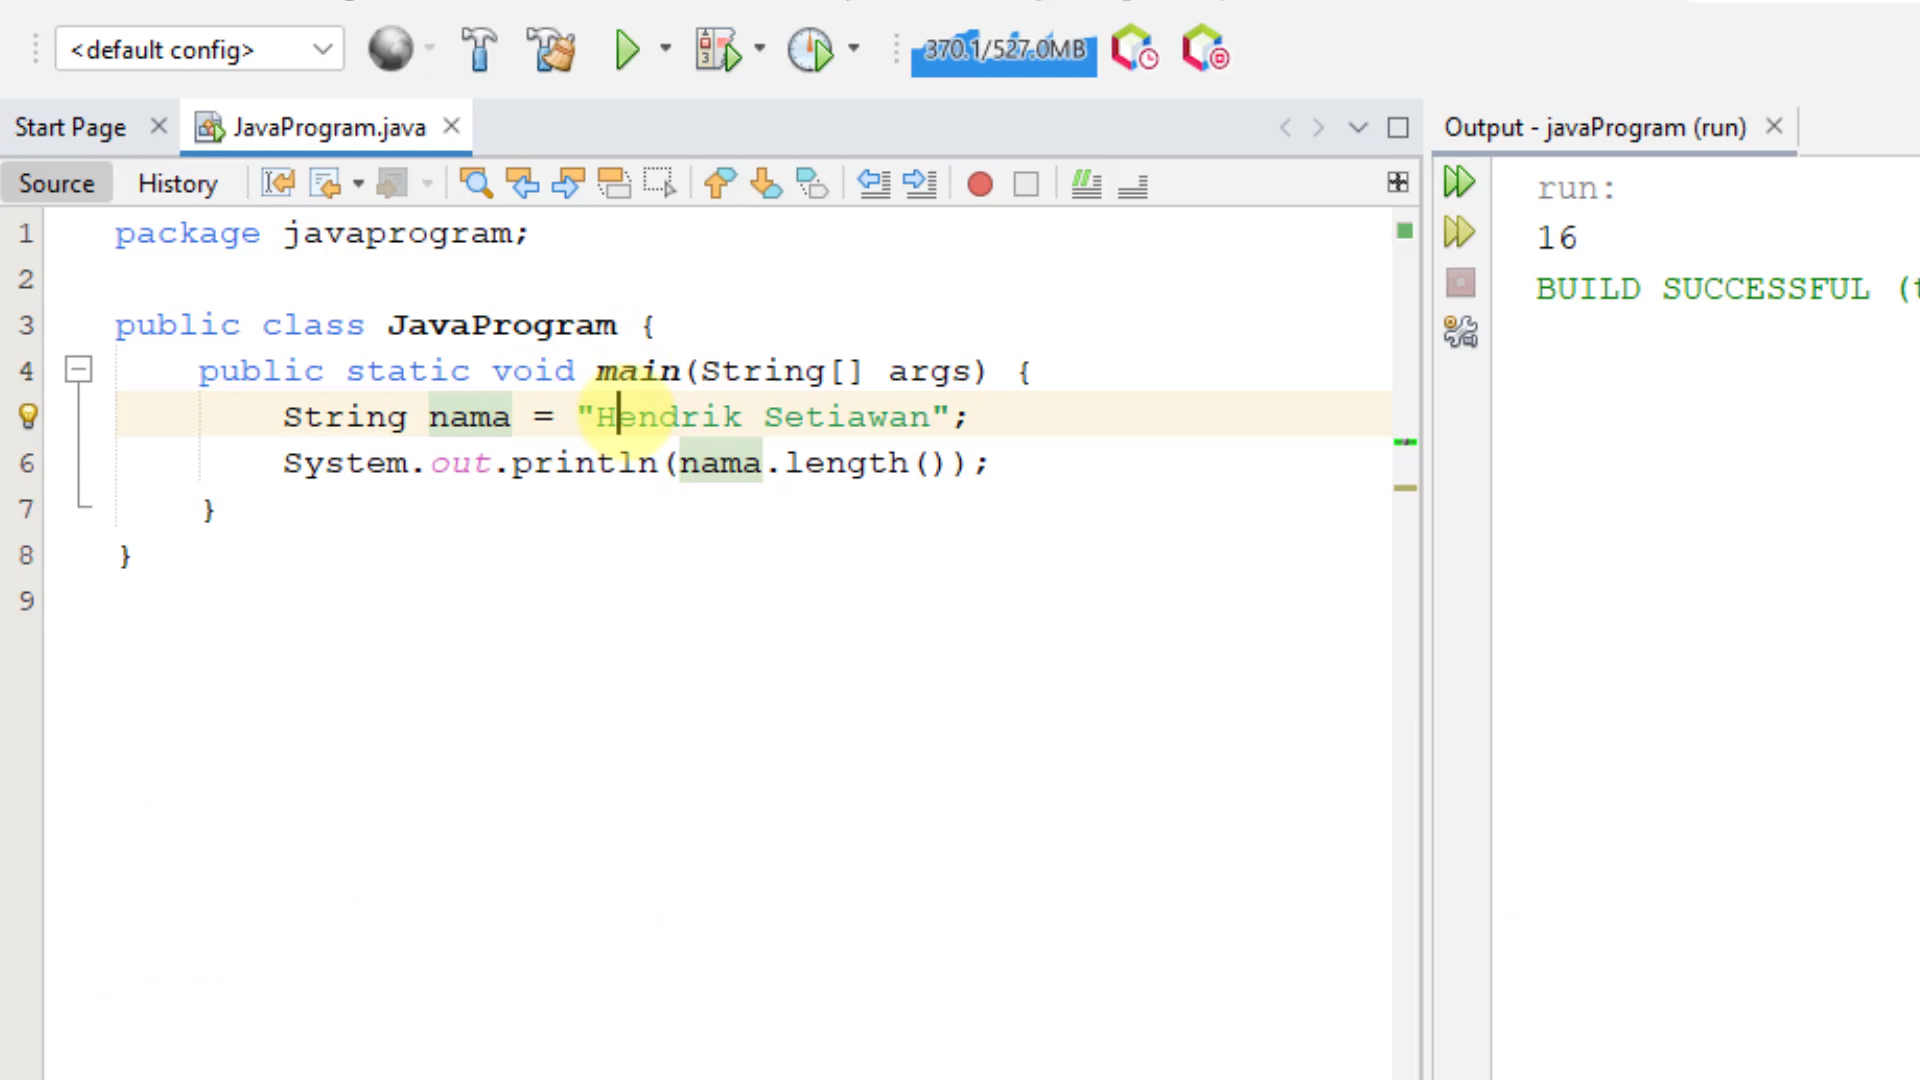 <default config>
370.1/527.0MB
Start Page
JavaProgram.java
Output - javaProgram (run)
Source
History
1 package javaprogram;
2
3 public class JavaProgram {
4 public static void main(String[] args) {
String nama = "Hendrik Setiawan";
6 System.out.println(nama.length());
7 }
8 }
9
run:
16
BUILD SUCCESSFUL (t